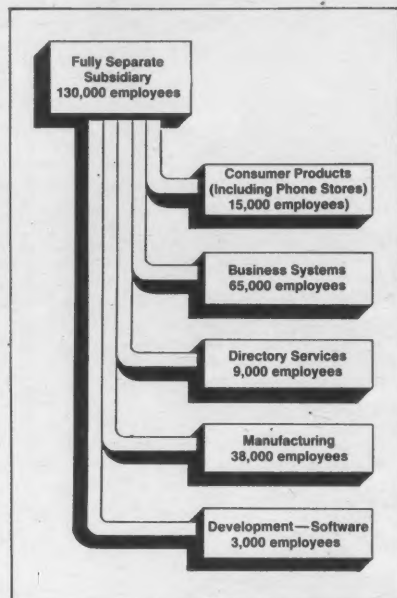 Fully Separate
Subsidiary
130,000 employees
Consumer Products
(Including Phone Stores)
15,000 employees)
Business Systems
65,000 employees
Directory Services
9,000 employees
Manufacturing
38,000 employees
Development—Software
3,000 employees